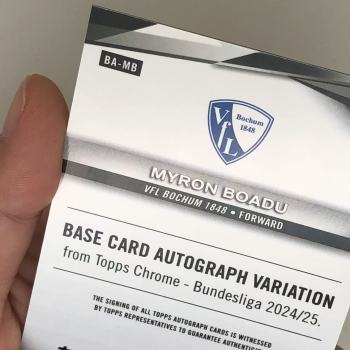 BA-MB
Bochum
1848
VfL
MYRON BOADU
VFL BOCHUM 1848 • FORWARD
BASE CARD AUTOGRAPH VARIATION
from Topps Chrome - Bundesliga 2024/25.
THE SIGNING OF ALL TOPPS AUTOGRAPH CARDS IS WITNESSED
BY TOPPS REPRESENTATIVES TO GUARANTEE AUTHENTI